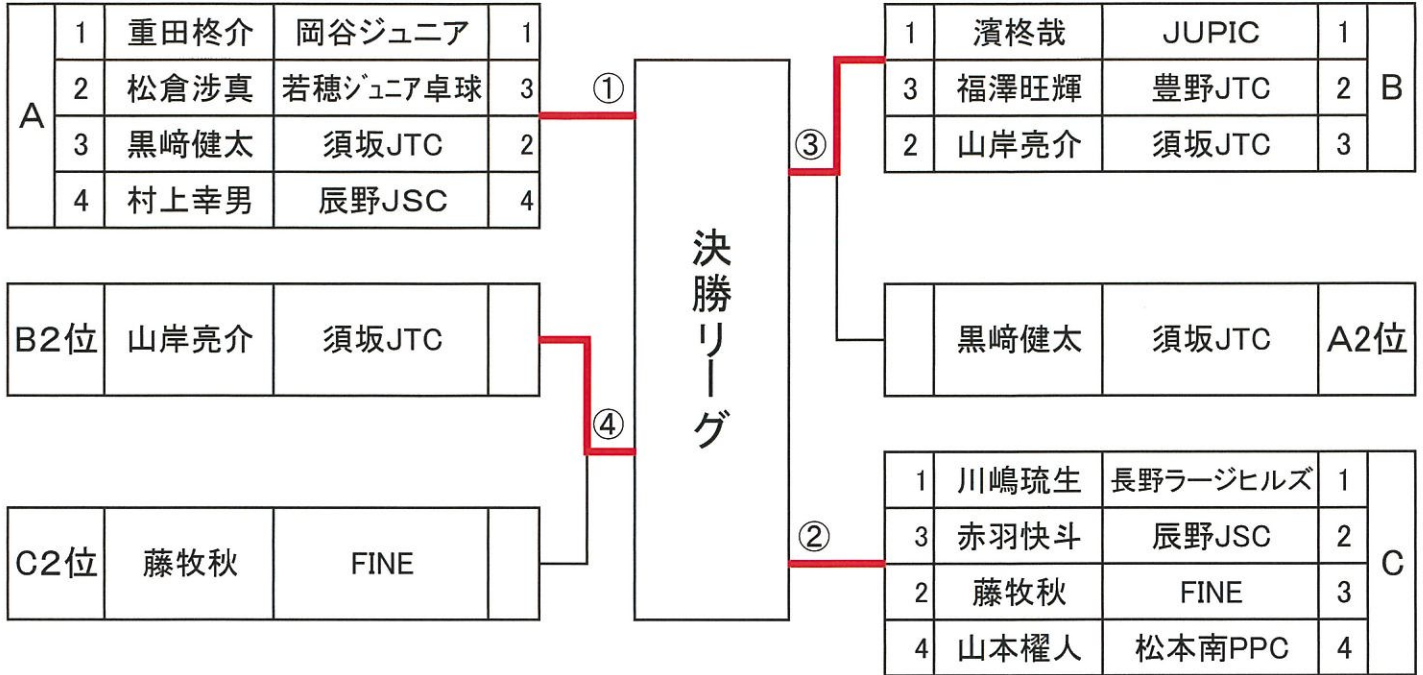 A
1 重田柊介 岡谷ジュニア 1
2 松倉渉真 若穂ジュニア卓球 3
3 黒﨑健太 須坂JTC 2
4 村上幸男 辰野JSC 4
①
B2位 山岸亮介 須坂JTC
④
C2位 藤牧秋 FINE
決勝リーグ
③
1 濱柊哉 JUPIC 1
3 福澤旺輝 豊野JTC 2
2 山岸亮介 須坂JTC 3
B
黒﨑健太 須坂JTC A2位
②
1 川嶋琉生 長野ラージヒルズ 1
3 赤羽快斗 辰野JSC 2
2 藤牧秋 FINE 3
4 山本櫂人 松本南PPC 4
C